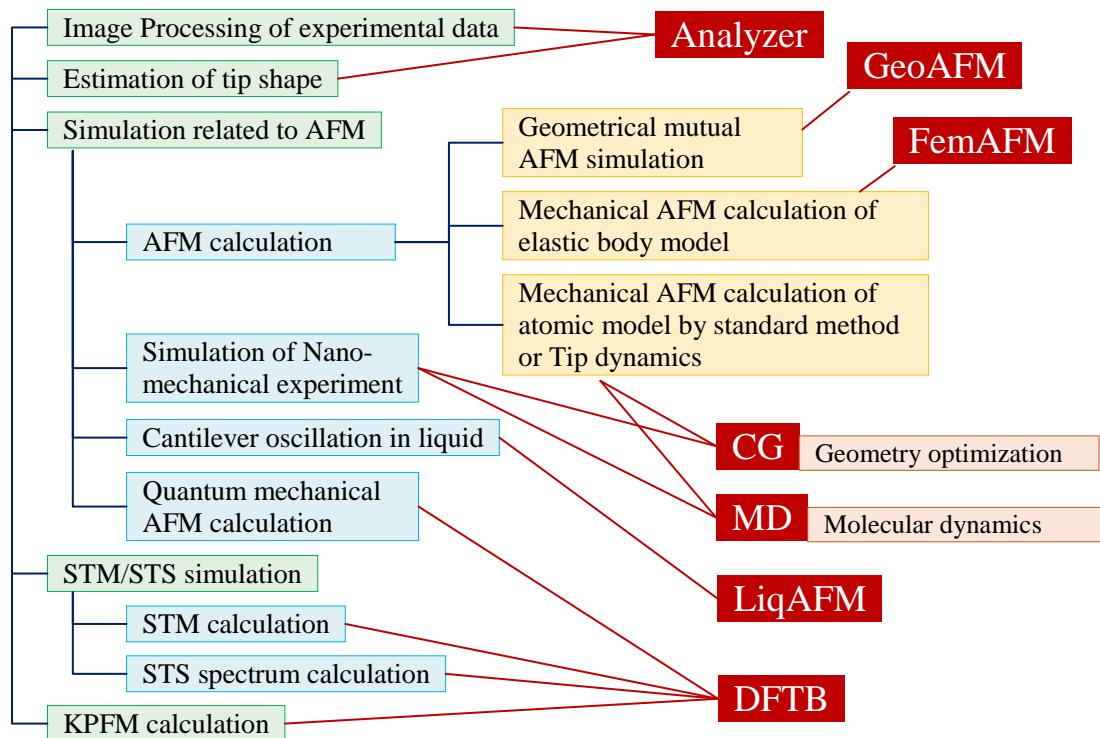 Image Processing of experimental data
Analyzer
Estimation of tip shape
GeoAFM
Simulation related to AFM
Geometrical mutual
AFM simulation
FemAFM
Mechanical AFM calculation of
elastic body model
AFM calculation
Mechanical AFM calculation of
atomic model by standard method
or Tip dynamics
Simulation of Nano-
mechanical experiment
Cantilever oscillation in liquid
CG
Geometry optimization
Quantum mechanical
AFM calculation
MD
Molecular dynamics
STM/STS simulation
LiqAFM
STM calculation
STS spectrum calculation
DFTB
KPFM calculation